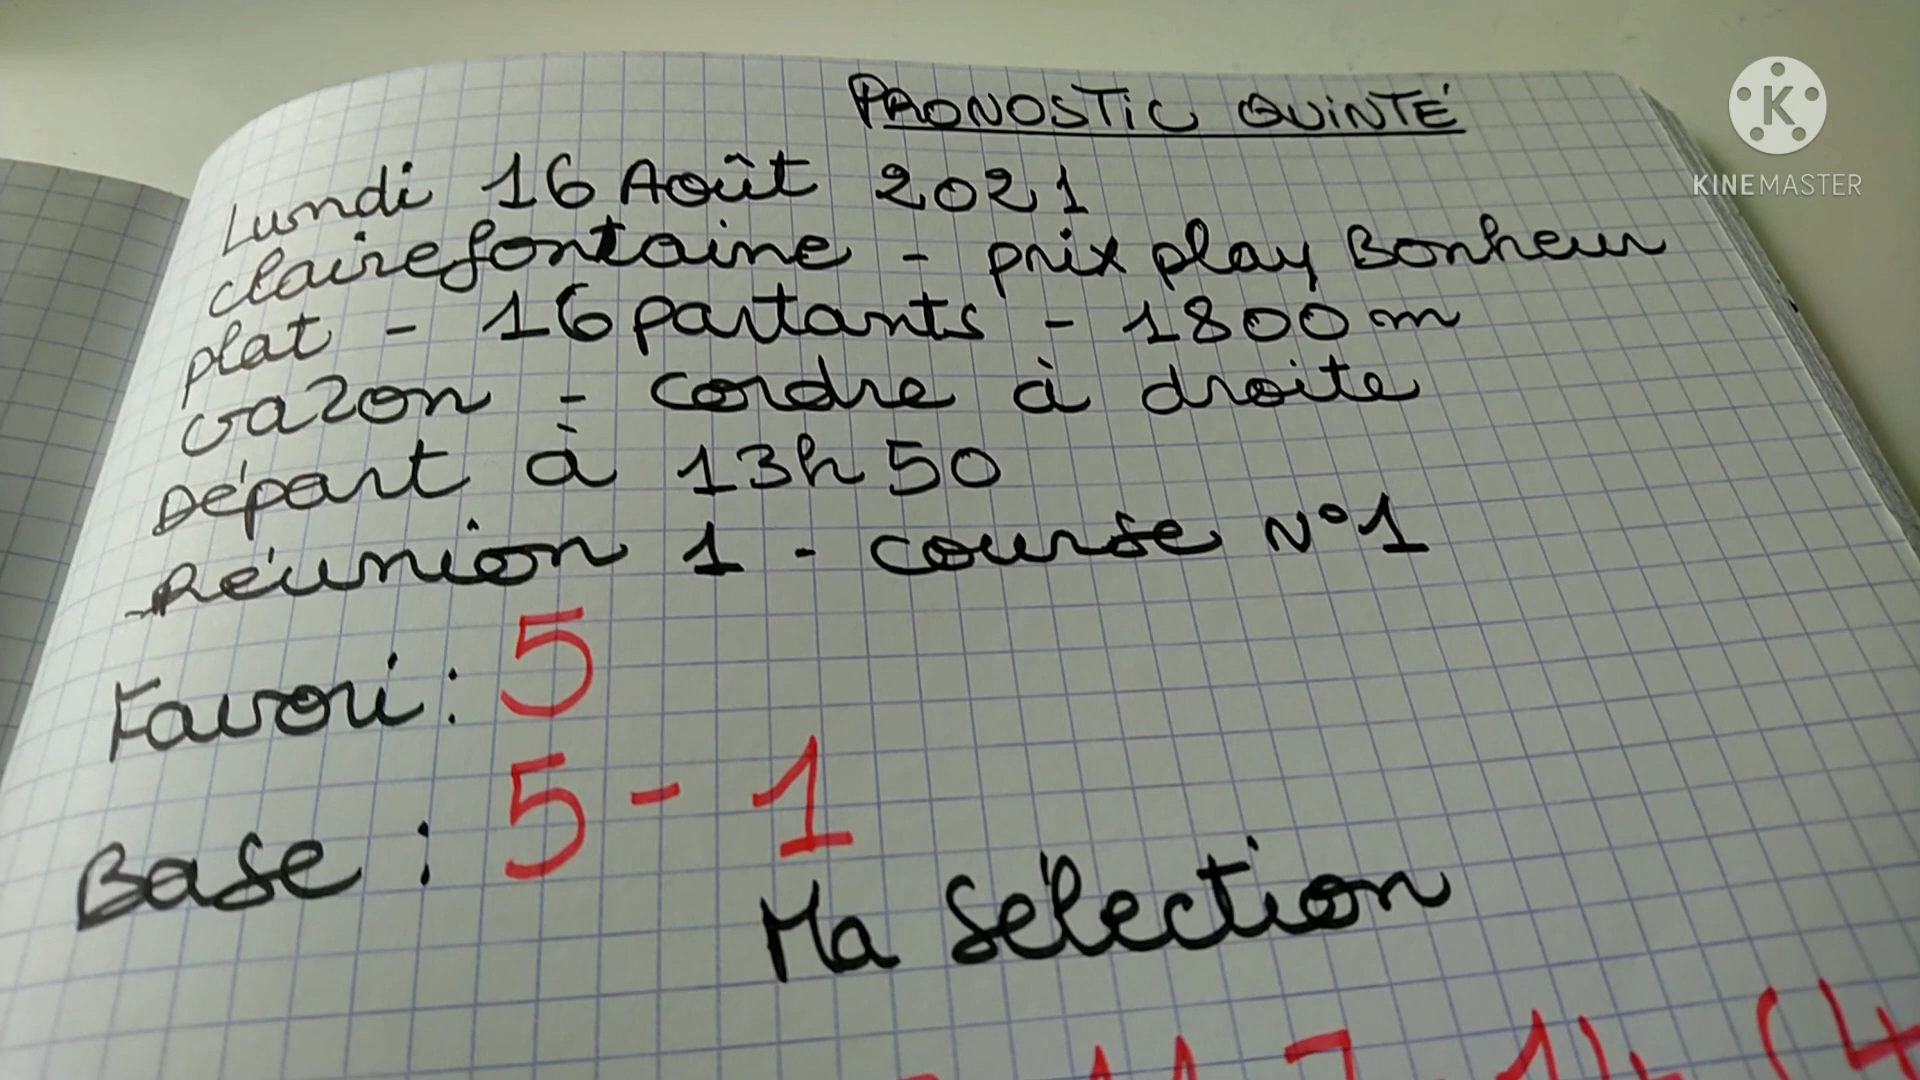 PRONOSTIC QUINTÉ
Lundi 16 Août 2021
clairefontaine - prix play Bonheur
plat - 16 partants - 1800 m
Gazon - cordre à droite
Départ à 13h50
Réunion 1 - course N°1
Favori : 5
Base : 5 - 1
Ma Sélection
K
KINEMASTER